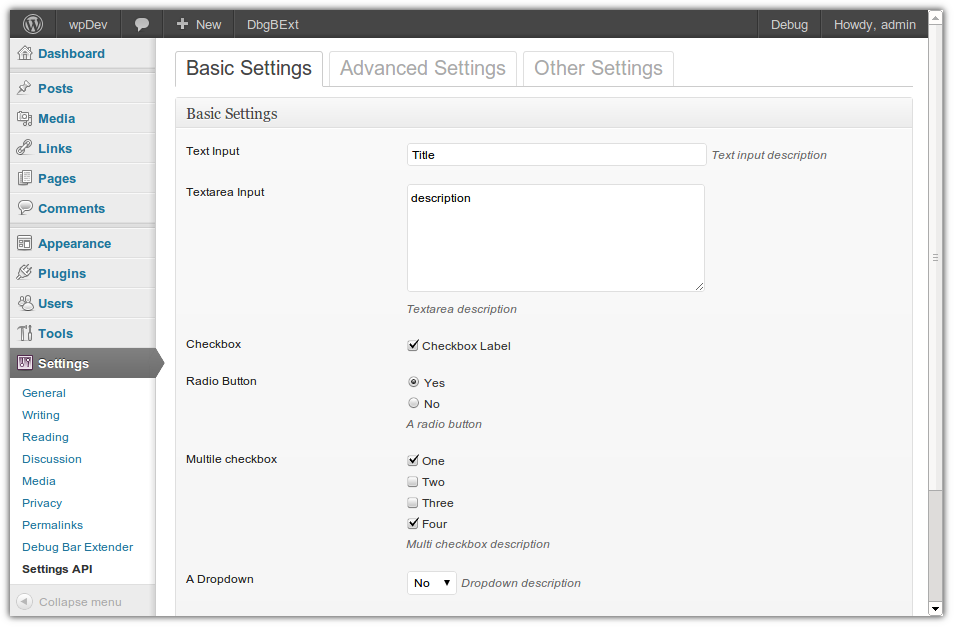 wpDev New DbgBExt Debug Howdy, admin
Dashboard
Posts
Media
Links
Pages
Comments
Appearance
Plugins
Users
Tools
Settings
General
Writing
Reading
Discussion
Media
Privacy
Permalinks
Debug Bar Extender
Settings API
Collapse menu
Basic Settings Advanced Settings Other Settings
Basic Settings
Text Input Title Text input description
Textarea Input description
Textarea description
Checkbox Checkbox Label
Radio Button Yes
No
A radio button
Multile checkbox One
Two
Three
Four
Multi checkbox description
A Dropdown No Dropdown description